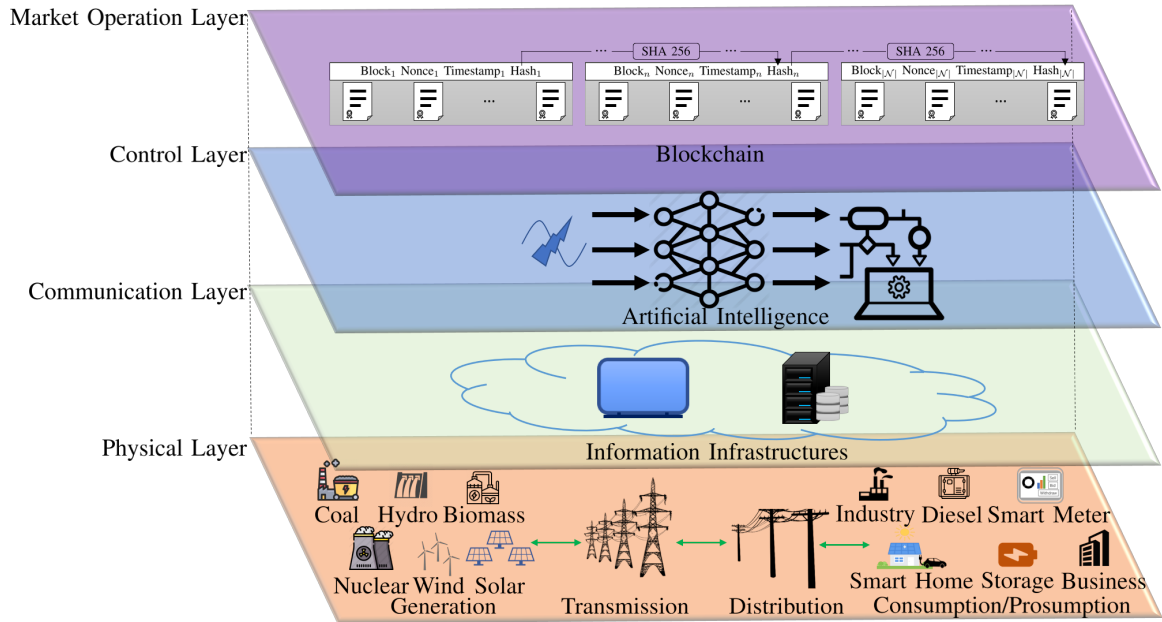 Market Operation Layer
... SHA 256 ... ... SHA 256 ...
Block1 Nonce1 Timestamp1 Hash1
Blockn Noncen Timestampn Hashn
Block|N| Nonce|N| Timestamp|N| Hash|N|
... ... ...
Blockchain
Control Layer
Artificial Intelligence
Communication Layer
Information Infrastructures
Physical Layer
Coal Hydro Biomass
Industry Diesel Smart Meter
Nuclear Wind Solar
Smart Home Storage Business
Generation Transmission Distribution Consumption/Prosumption